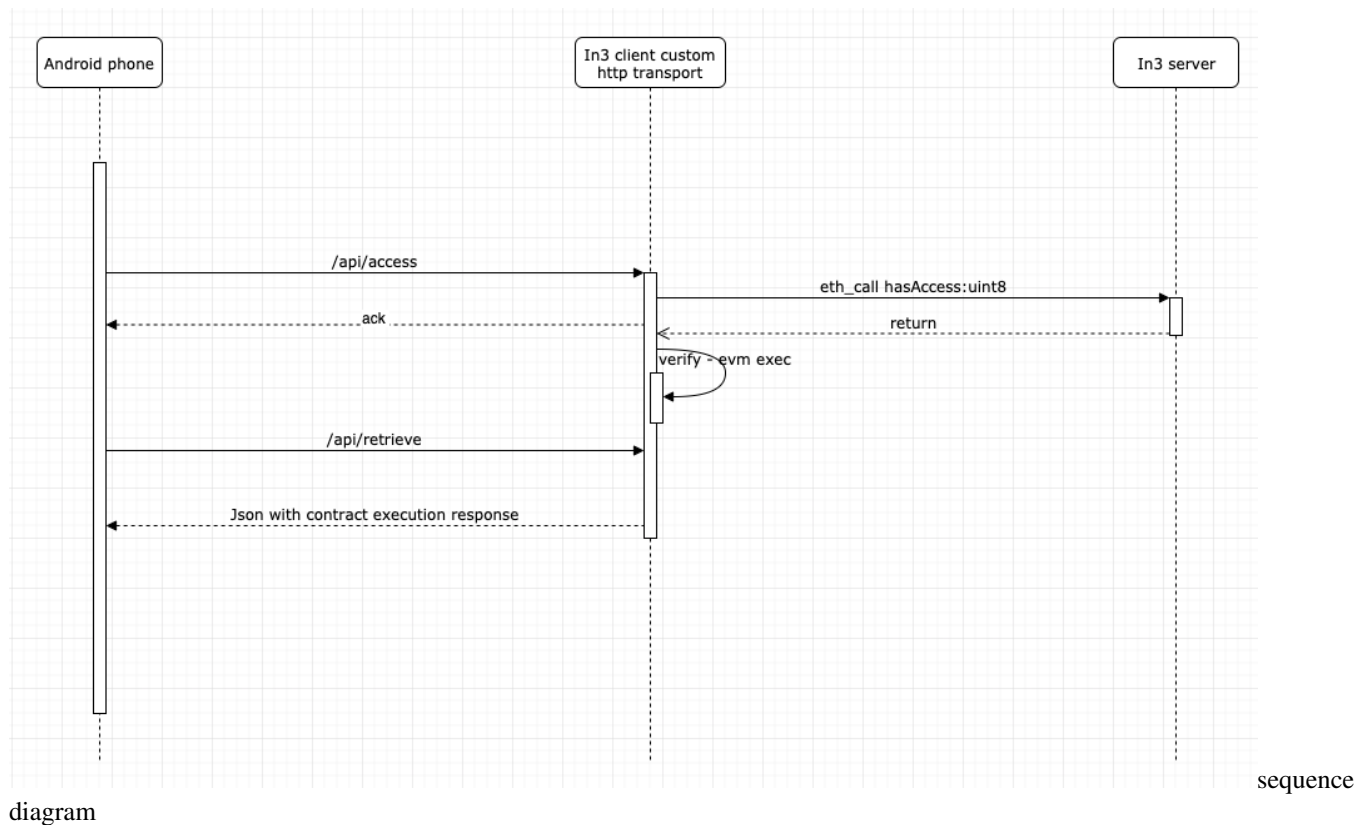 Android phone
In3 client custom
http transport
In3 server
/api/access
eth_call hasAccess:uint8
ack
return
verify - evm exec
/api/retrieve
Json with contract execution response
sequence
diagram